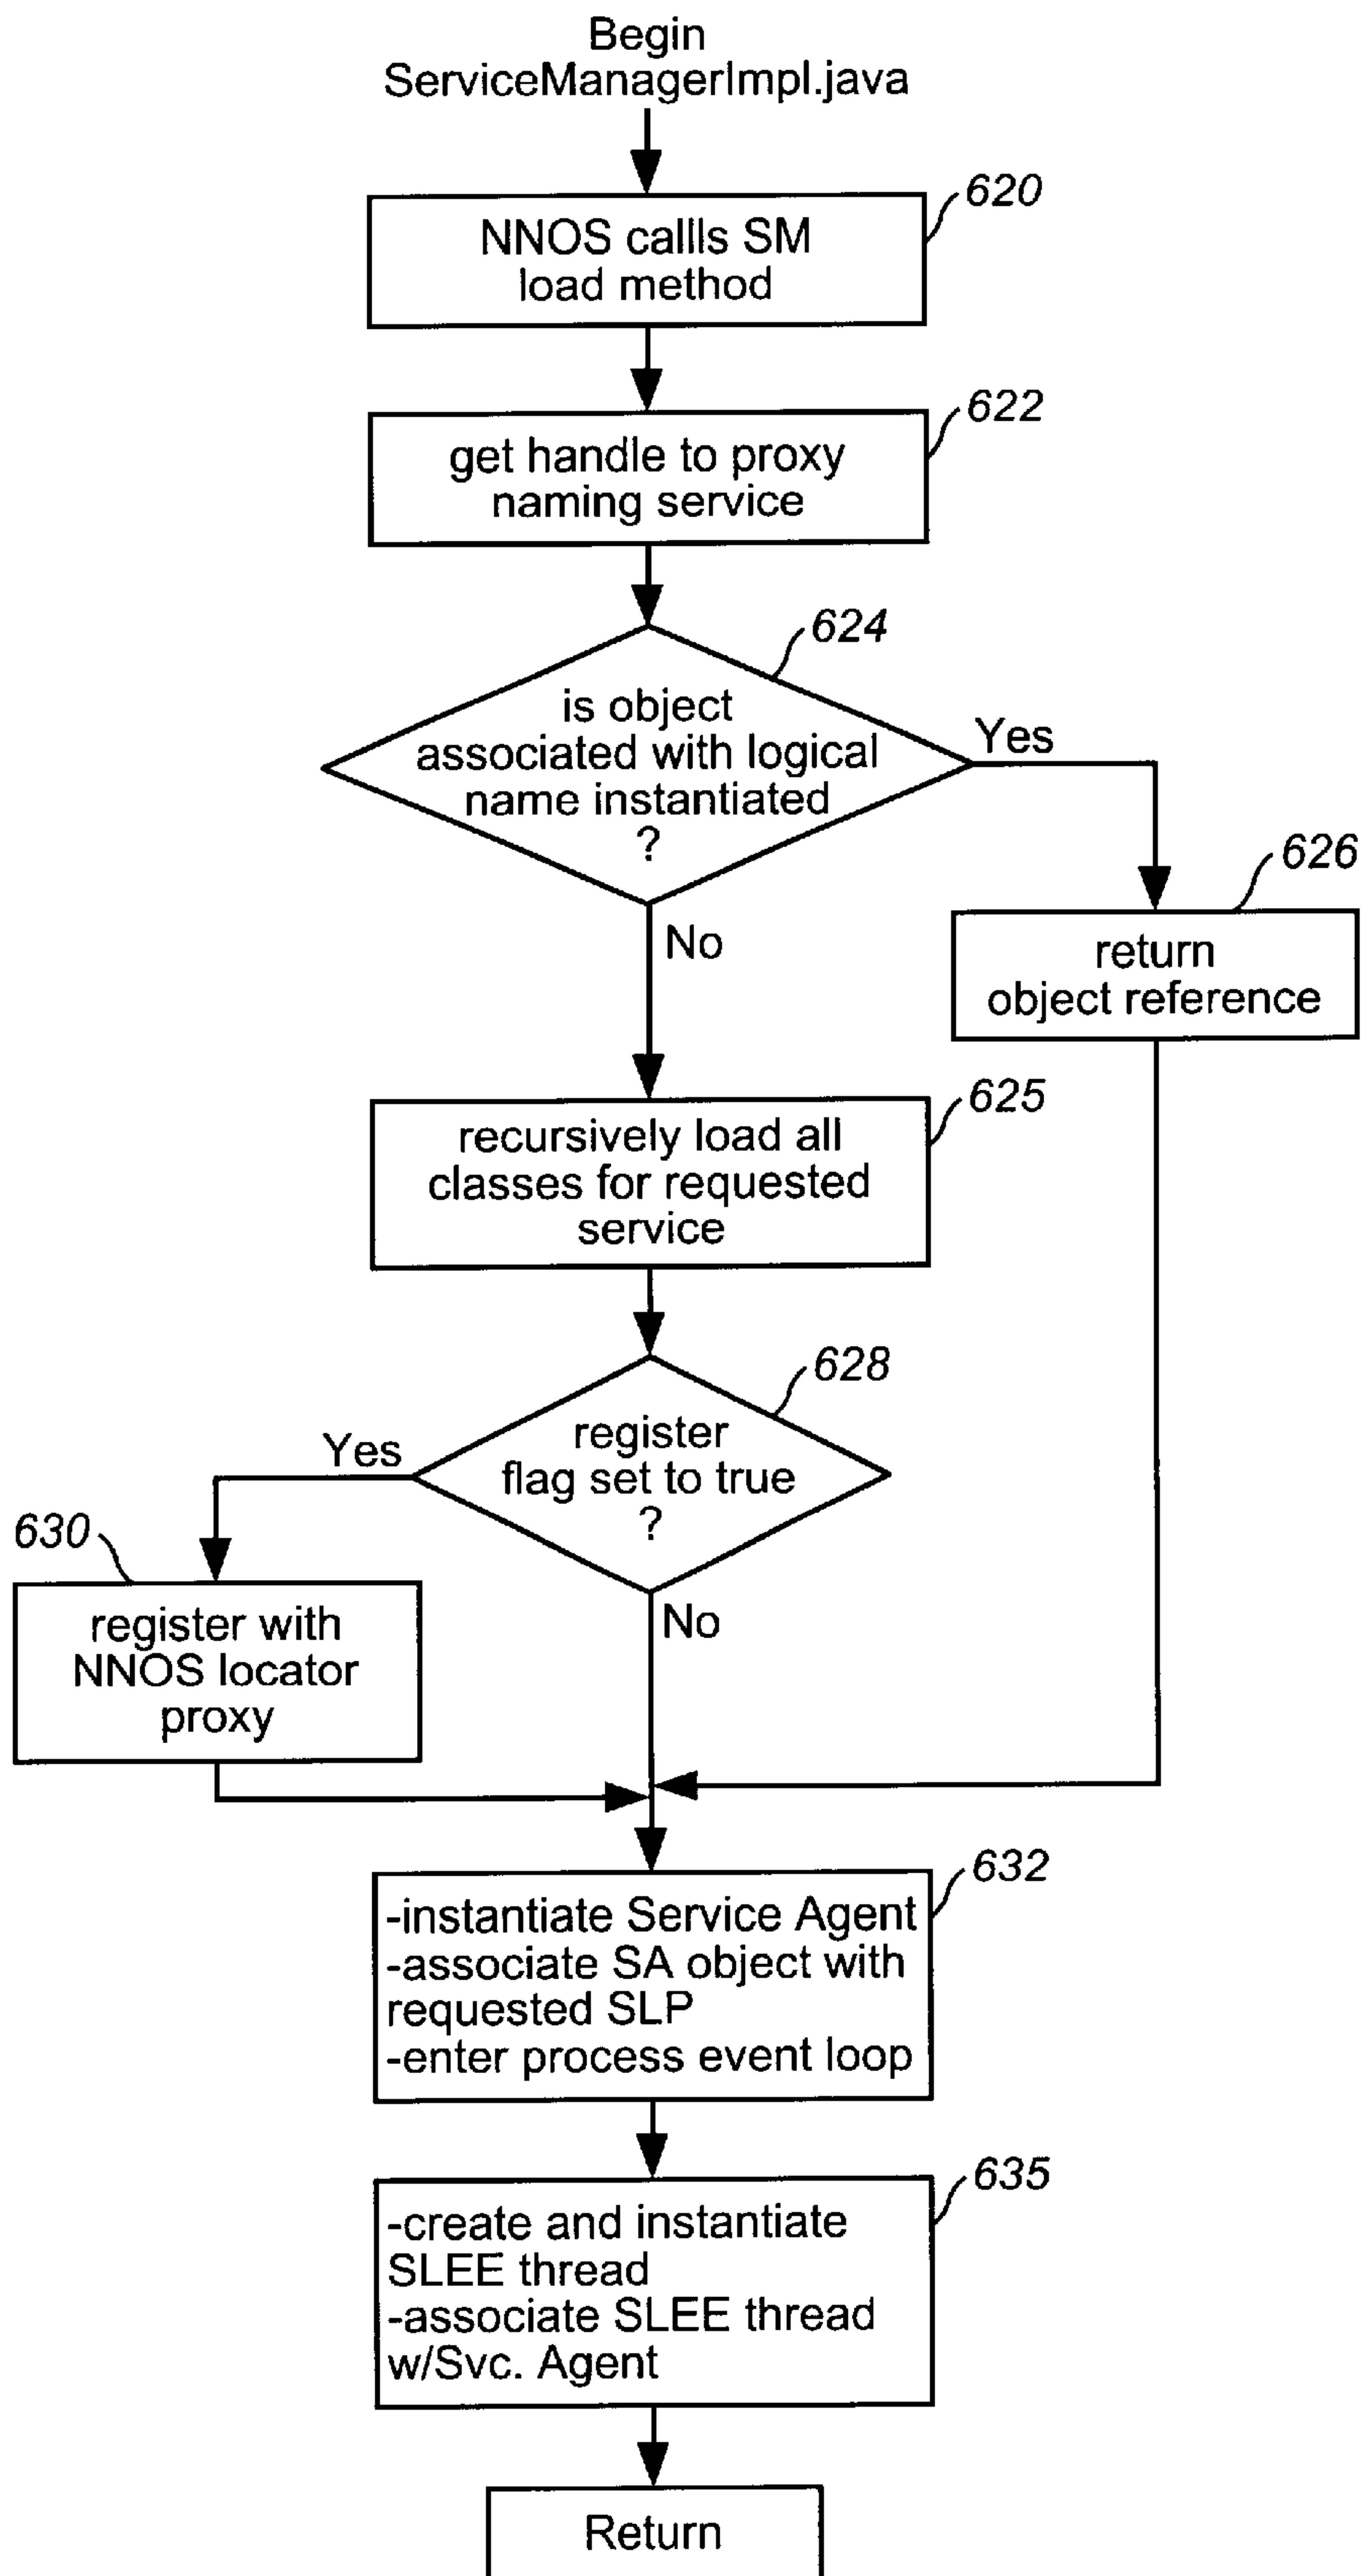 Begin
ServiceManagerImpl.java
620
NNOS callls SM
load method
622
get handle to proxy
naming service
624
is object
associated with logical
name instantiated
?
Yes
No
626
return
object reference
625
recursively load all
classes for requested
service
628
register
flag set to true
?
Yes
No
630
register with
NNOS locator
proxy
632
-instantiate Service Agent
-associate SA object with
requested SLP
-enter process event loop
635
-create and instantiate
SLEE thread
-associate SLEE thread
w/Svc. Agent
Return